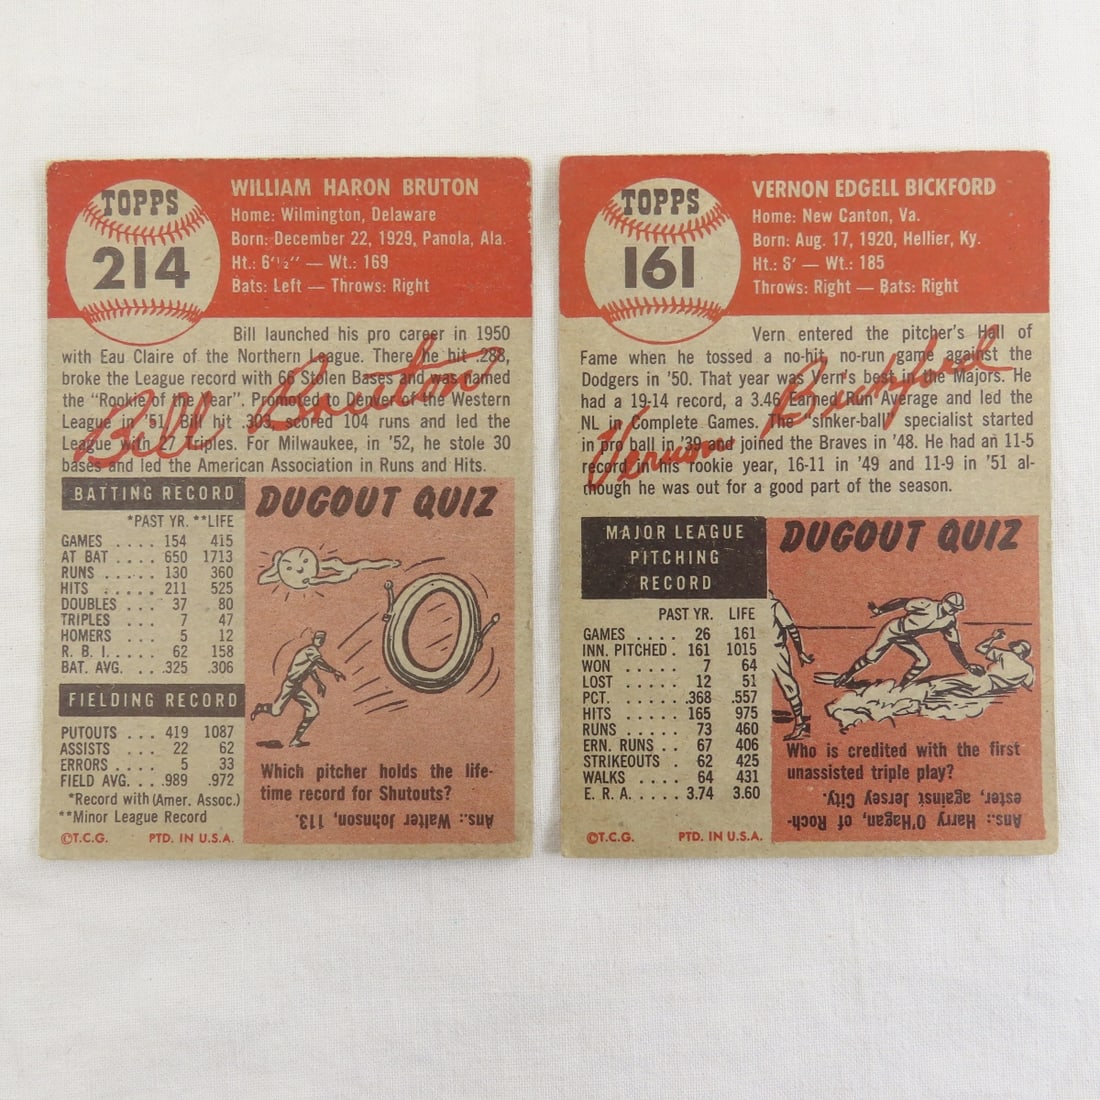 TOPPS
214
WILLIAM HARON BRUTON
Home: Wilmington, Delaware
Born: December 22, 1929, Panola, Ala.
Ht.: 6'½" — Wt.: 169
Bats: Left — Throws: Right
Bill launched his pro career in 1950
with Eau Claire of the Northern League. There he hit .288,
broke the League record with 66 Stolen Bases and was named
the "Rookie of the Year". Promoted to Denver of the Western
League in '51, Bill hit .303, scored 104 runs and led the
League with 27 Triples. For Milwaukee, in '52, he stole 30
bases and led the American Association in Runs and Hits.
Bill Bruton
BATTING RECORD
*PAST YR. **LIFE
GAMES .... 154 415
AT BAT .... 650 1713
RUNS ..... 130 360
HITS ..... 211 525
DOUBLES ... 37 80
TRIPLES .... 7 47
HOMERS ... 5 12
R. B. I. .... 62 158
BAT. AVG. ... .325 .306
FIELDING RECORD
PUTOUTS ... 419 1087
ASSISTS ... 22 62
ERRORS .... 5 33
FIELD AVG. ... .989 .972
*Record with (Amer. Assoc.)
**Minor League Record
DUGOUT QUIZ
Which pitcher holds the life-
time record for Shutouts?
Ans.: Walter Johnson, 113.
©T.C.G. PTD. IN U.S.A.
TOPPS
161
VERNON EDGELL BICKFORD
Home: New Canton, Va.
Born: Aug. 17, 1920, Hellier, Ky.
Ht.: 6' — Wt.: 185
Throws: Right — Bats: Right
Vern entered the pitcher's Hall of
Fame when he tossed a no-hit, no-run game against the
Dodgers in '50. That year was Vern's best in the Majors. He
had a 19-14 record, a 3.46 Earned Run Average and led the
NL in Complete Games. The "sinker-ball" specialist started
in pro ball in '39 and joined the Braves in '48. He had an 11-5
record in his rookie year, 16-11 in '49 and 11-9 in '51 al-
though he was out for a good part of the season.
Vernon Bickford
MAJOR LEAGUE
PITCHING
RECORD
PAST YR. LIFE
GAMES .... 26 161
INN. PITCHED . 161 1015
WON ..... 7 64
LOST ..... 12 51
PCT. ..... .368 .557
HITS ..... 165 975
RUNS ..... 73 460
ERN. RUNS .. 67 406
STRIKEOUTS . 62 425
WALKS ... 64 431
E. R. A. .... 3.74 3.60
DUGOUT QUIZ
Who is credited with the first
unassisted triple play?
Ans.: Harry O'Hagan, of Roch-
ester, against Jersey City.
©T.C.G. PTD. IN U.S.A.